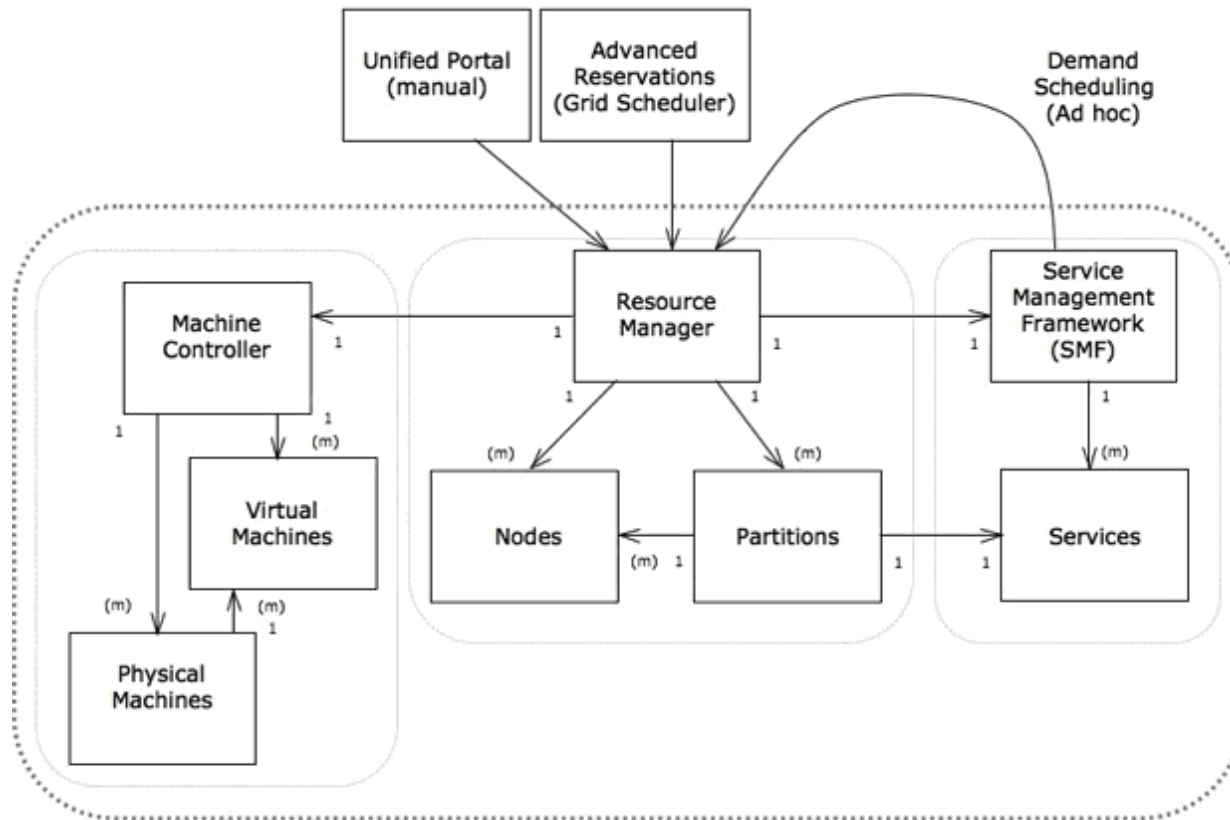 Unified Portal
(manual)
Advanced
Reservations
(Grid Scheduler)
Demand
Scheduling
(Ad hoc)
Machine
Controller
Resource
Manager
Service
Management
Framework
(SMF)
1
1
1
1
1
1
1
1
1
(m)
(m)
(m)
(m)
Virtual
Machines
Nodes
Partitions
Services
(m)
1
1
1
(m)
(m)
1
Physical
Machines